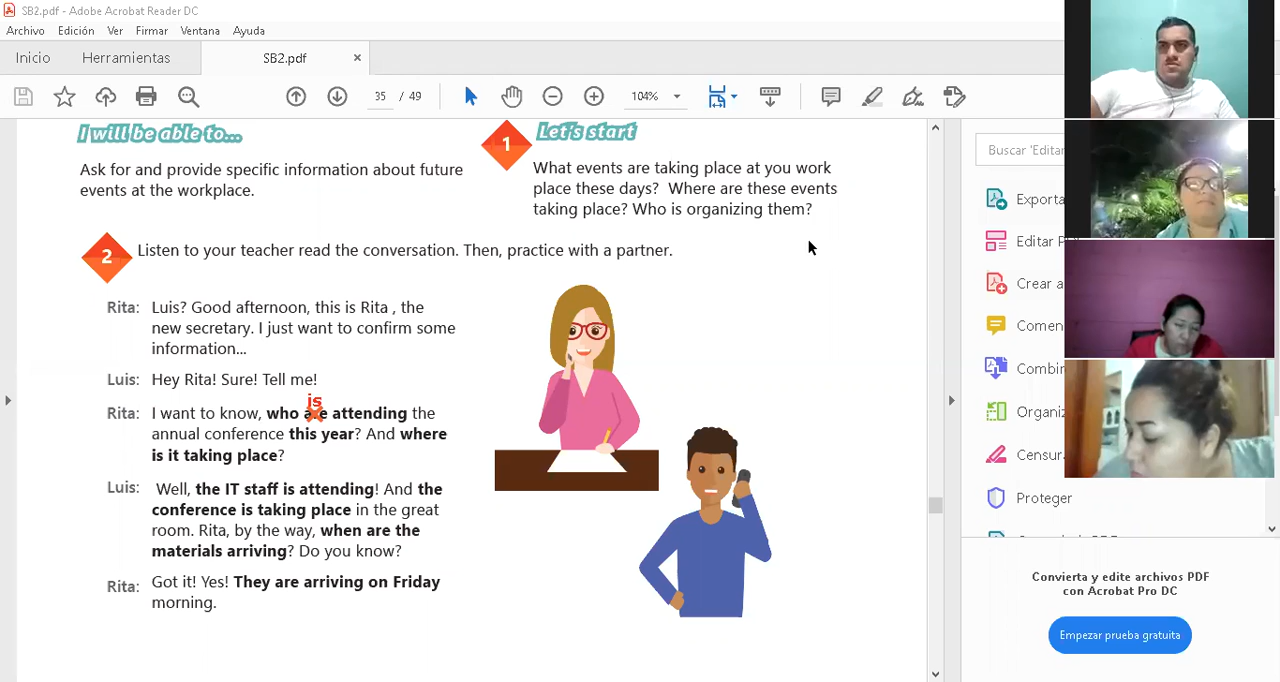 SB2.pdf - Adobe Acrobat Reader DC
Archivo Edición Ver Firmar Ventana Ayuda
Inicio Herramientas SB2.pdf ×
35 / 49 104%
I will be able to...
Ask for and provide specific information about future
events at the workplace.
1 Let's start
What events are taking place at you work
place these days? Where are these events
taking place? Who is organizing them?
2 Listen to your teacher read the conversation. Then, practice with a partner.
Rita: Luis? Good afternoon, this is Rita , the
new secretary. I just want to confirm some
information...
Luis: Hey Rita! Sure! Tell me!
is
Rita: I want to know, who are attending the
annual conference this year? And where
is it taking place?
Luis: Well, the IT staff is attending! And the
conference is taking place in the great
room. Rita, by the way, when are the
materials arriving? Do you know?
Rita: Got it! Yes! They are arriving on Friday
morning.
Buscar 'Editar
Exporta
Editar P
Crear a
Comen
Combin
Organiz
Censur
Proteger
Convierta y edite archivos PDF
con Acrobat Pro DC
Empezar prueba gratuita